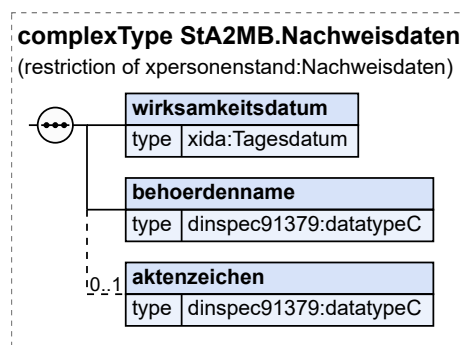 complexType StA2MB.Nachweisdaten
(restriction of xpersonenstand:Nachweisdaten)
wirksamkeitsdatum
type xida:Tagesdatum
behoerdenname
type dinspec91379:datatypeC
0..1
aktenzeichen
type dinspec91379:datatypeC